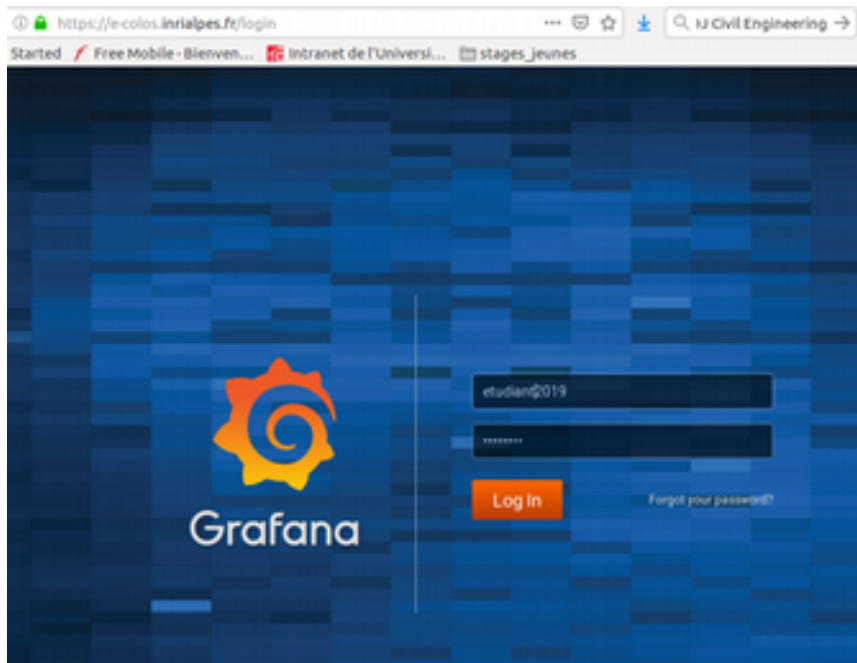 https://e-colos.inrialpes.fr/login
IJ Civil Engineering
Started Free Mobile - Bienven... Intranet de l'Universi... stages_jeunes
etudiant2019
••••••••
Log In
Forgot your password?
Grafana